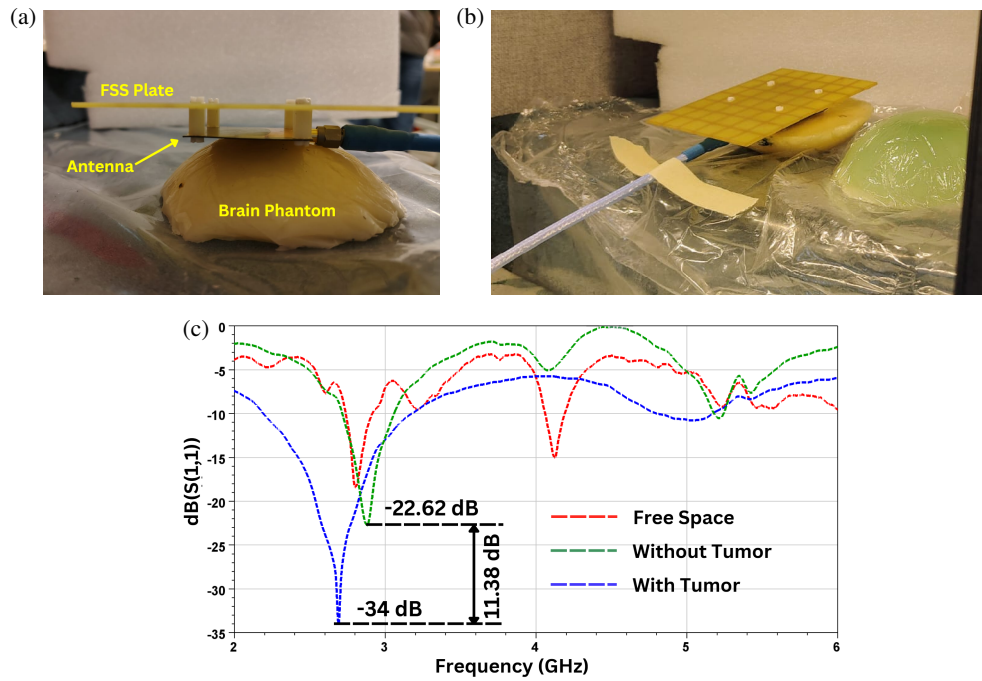 (a)
FSS Plate
Antenna
Brain Phantom
(b)
(c)
0
-5
-10
-15
-20
-25
-30
-35
dB(S(1,1))
2
3
4
5
6
Frequency (GHz)
-22.62 dB
11.38 dB
-34 dB
Free Space
Without Tumor
With Tumor